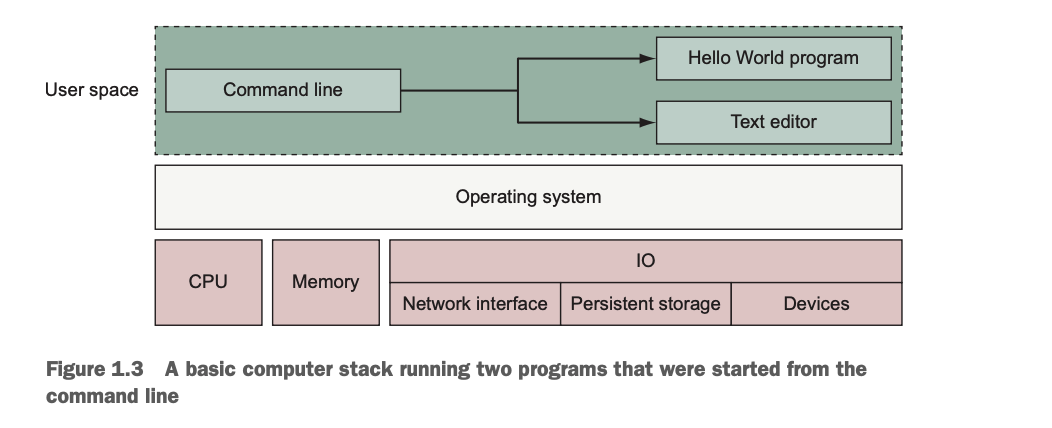 Hello World program
User space
Command line
Text editor
Operating system
CPU
Memory
IO
Network interface
Persistent storage
Devices
Figure 1.3 A basic computer stack running two programs that were started from the
command line